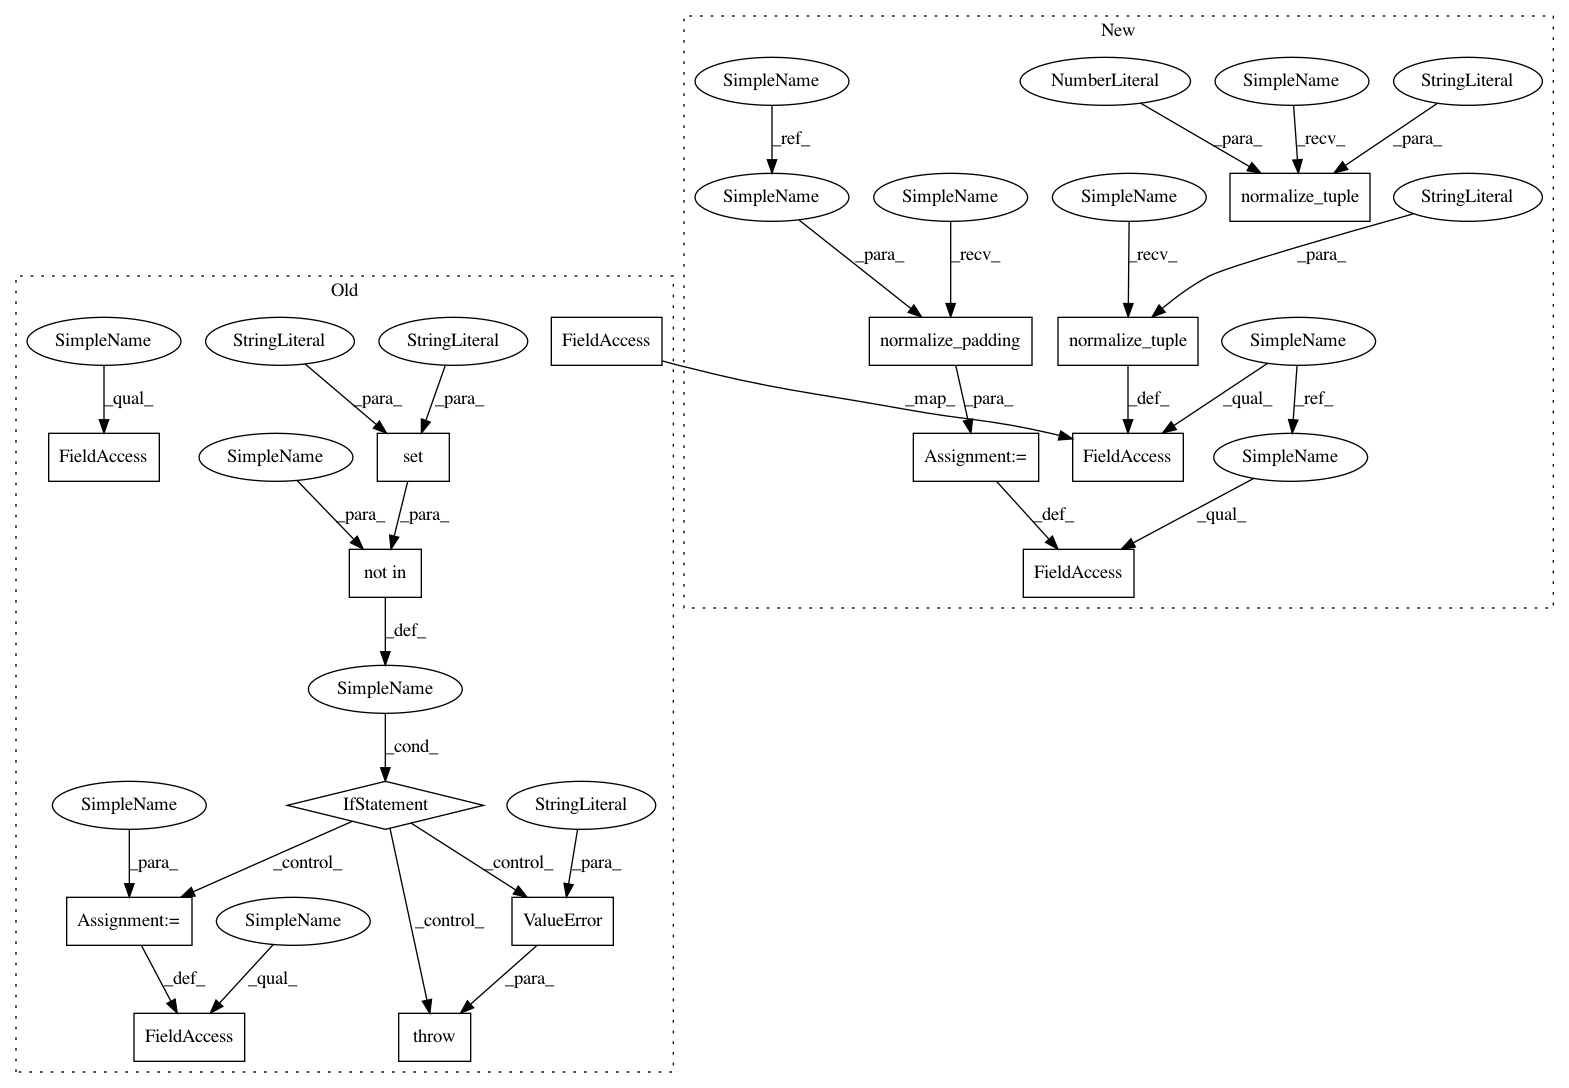 New
SimpleName
NumberLiteral
SimpleName
StringLiteral
_ref_
_para_
_recv_
_para_
SimpleName
SimpleName
SimpleName
normalize_tuple
StringLiteral
_para_
_recv_
_recv_
_para_
Old
SimpleName
StringLiteral
StringLiteral
FieldAccess
normalize_padding
normalize_tuple
SimpleName
_qual_
_para_
_para_
_map_
_para_
_def_
_qual_
_ref_
FieldAccess
SimpleName
set
Assignment:=
FieldAccess
SimpleName
_para_
_para_
_def_
_qual_
not in
FieldAccess
_def_
SimpleName
_cond_
SimpleName
IfStatement
StringLiteral
_para_
_control_
_control_
_para_
Assignment:=
SimpleName
_control_
ValueError
_def_
_qual_
_para_
FieldAccess
throw